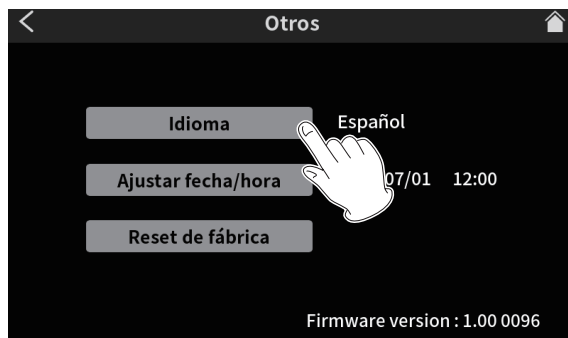 Otros
Idioma Español
Ajustar fecha/hora 07/01 12:00
Reset de fábrica
Firmware version : 1.00 0096